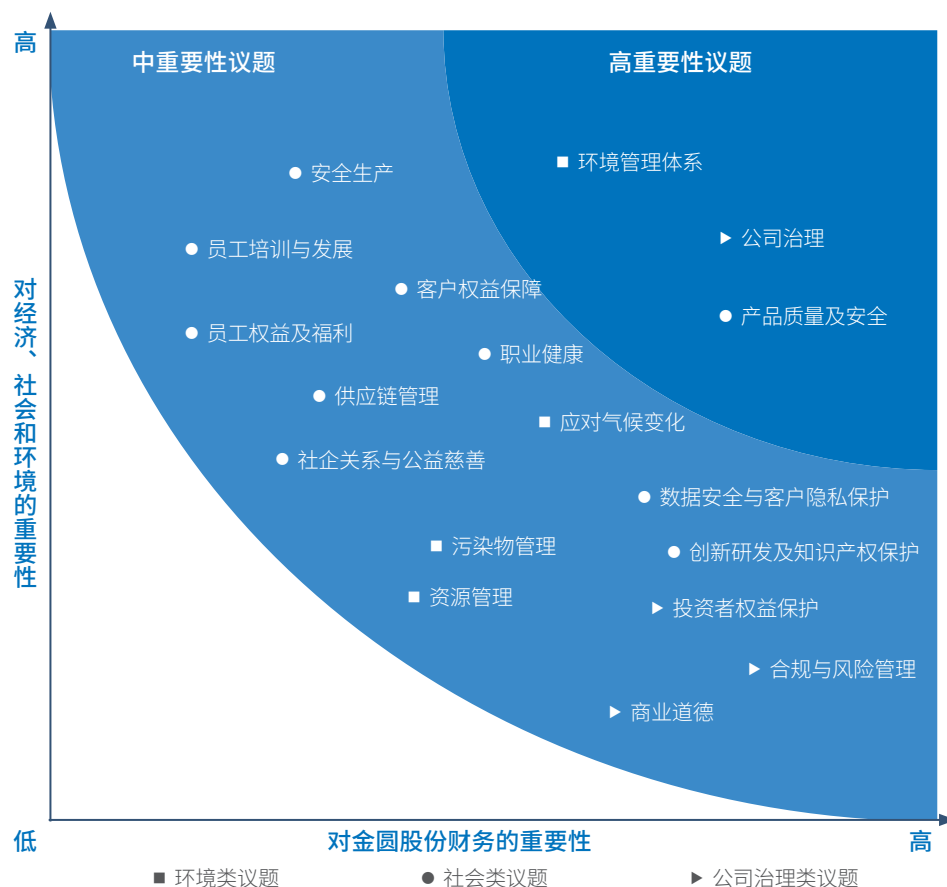 高
中重要性议题
高重要性议题
环境管理体系
安全生产
公司治理
员工培训与发展
客户权益保障
产品质量及安全
员工权益及福利
职业健康
供应链管理
应对气候变化
社企关系与公益慈善
数据安全与客户隐私保护
污染物管理
创新研发及知识产权保护
资源管理
投资者权益保护
合规与风险管理
商业道德
对经济、社会和环境的重要性
低
对金圆股份财务的重要性
高
环境类议题
社会类议题
公司治理类议题